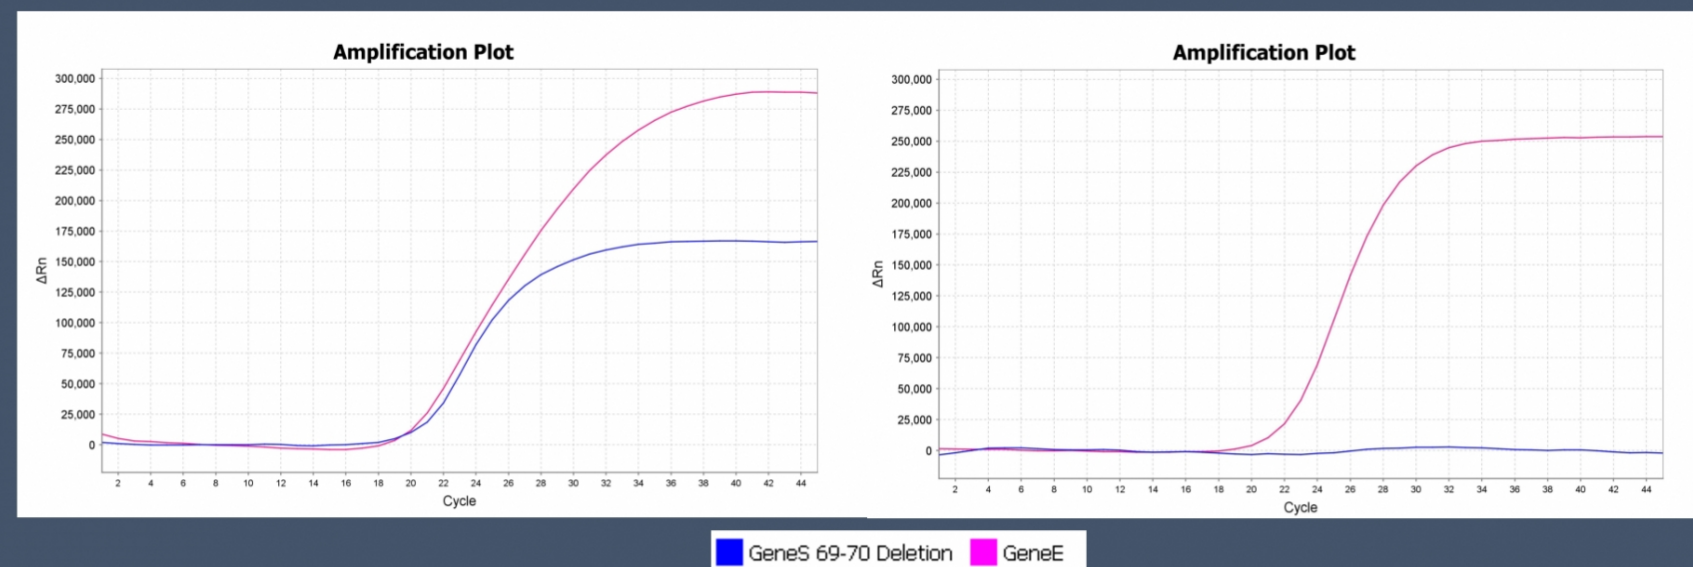 Amplification Plot
300,000
275,000
250,000
225,000
200,000
175,000
150,000
125,000
100,000
75,000
50,000
25,000
0
ΔRn
2 4 6 8 10 12 14 16 18 20 22 24 26 28 30 32 34 36 38 40 42 44
Cycle
Amplification Plot
300,000
275,000
250,000
225,000
200,000
175,000
150,000
125,000
100,000
75,000
50,000
25,000
0
ΔRn
2 4 6 8 10 12 14 16 18 20 22 24 26 28 30 32 34 36 38 40 42 44
Cycle
GeneS 69-70 Deletion GeneE